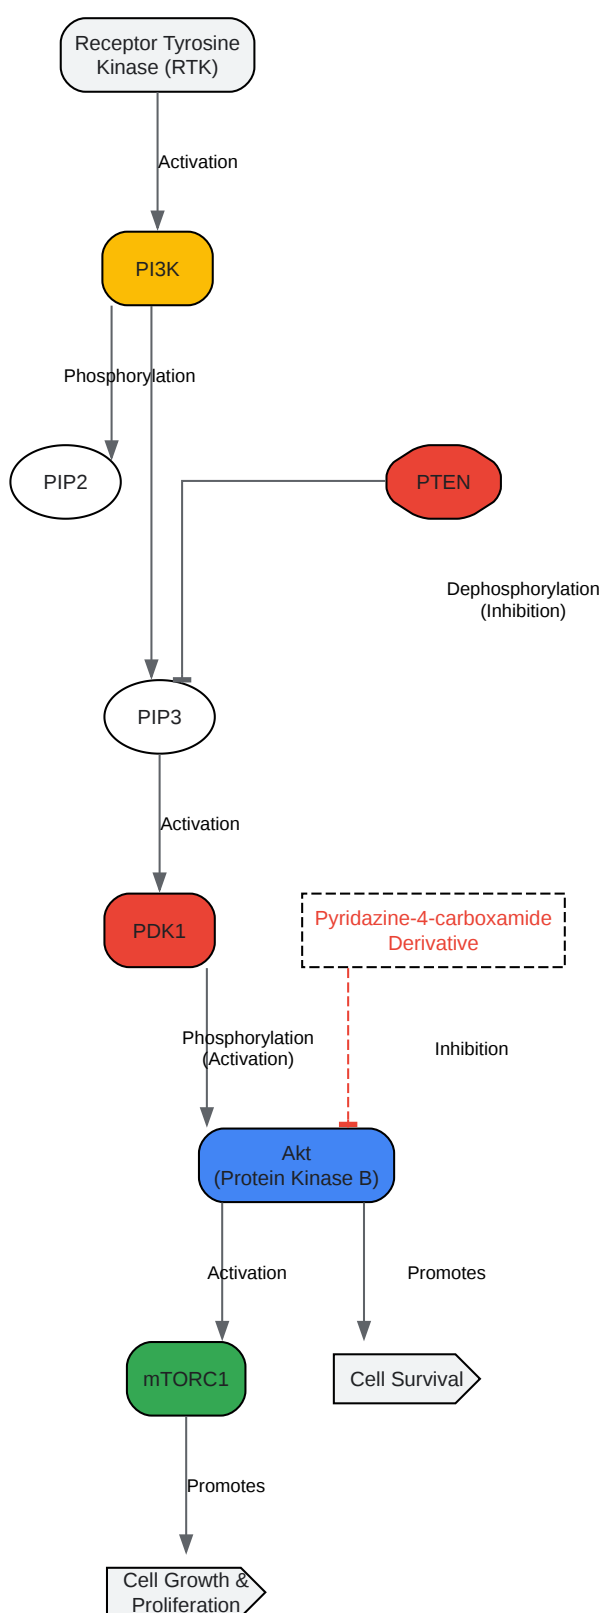 Receptor Tyrosine
Kinase (RTK)
Activation
PI3K
Phosphorylation
PIP2
PTEN
Dephosphorylation
(Inhibition)
PIP3
Activation
PDK1
Pyridazine-4-carboxamide
Derivative
Phosphorylation
(Activation)
Inhibition
Akt
(Protein Kinase B)
Activation
Promotes
mTORC1
Cell Survival
Promotes
Cell Growth &
Proliferation